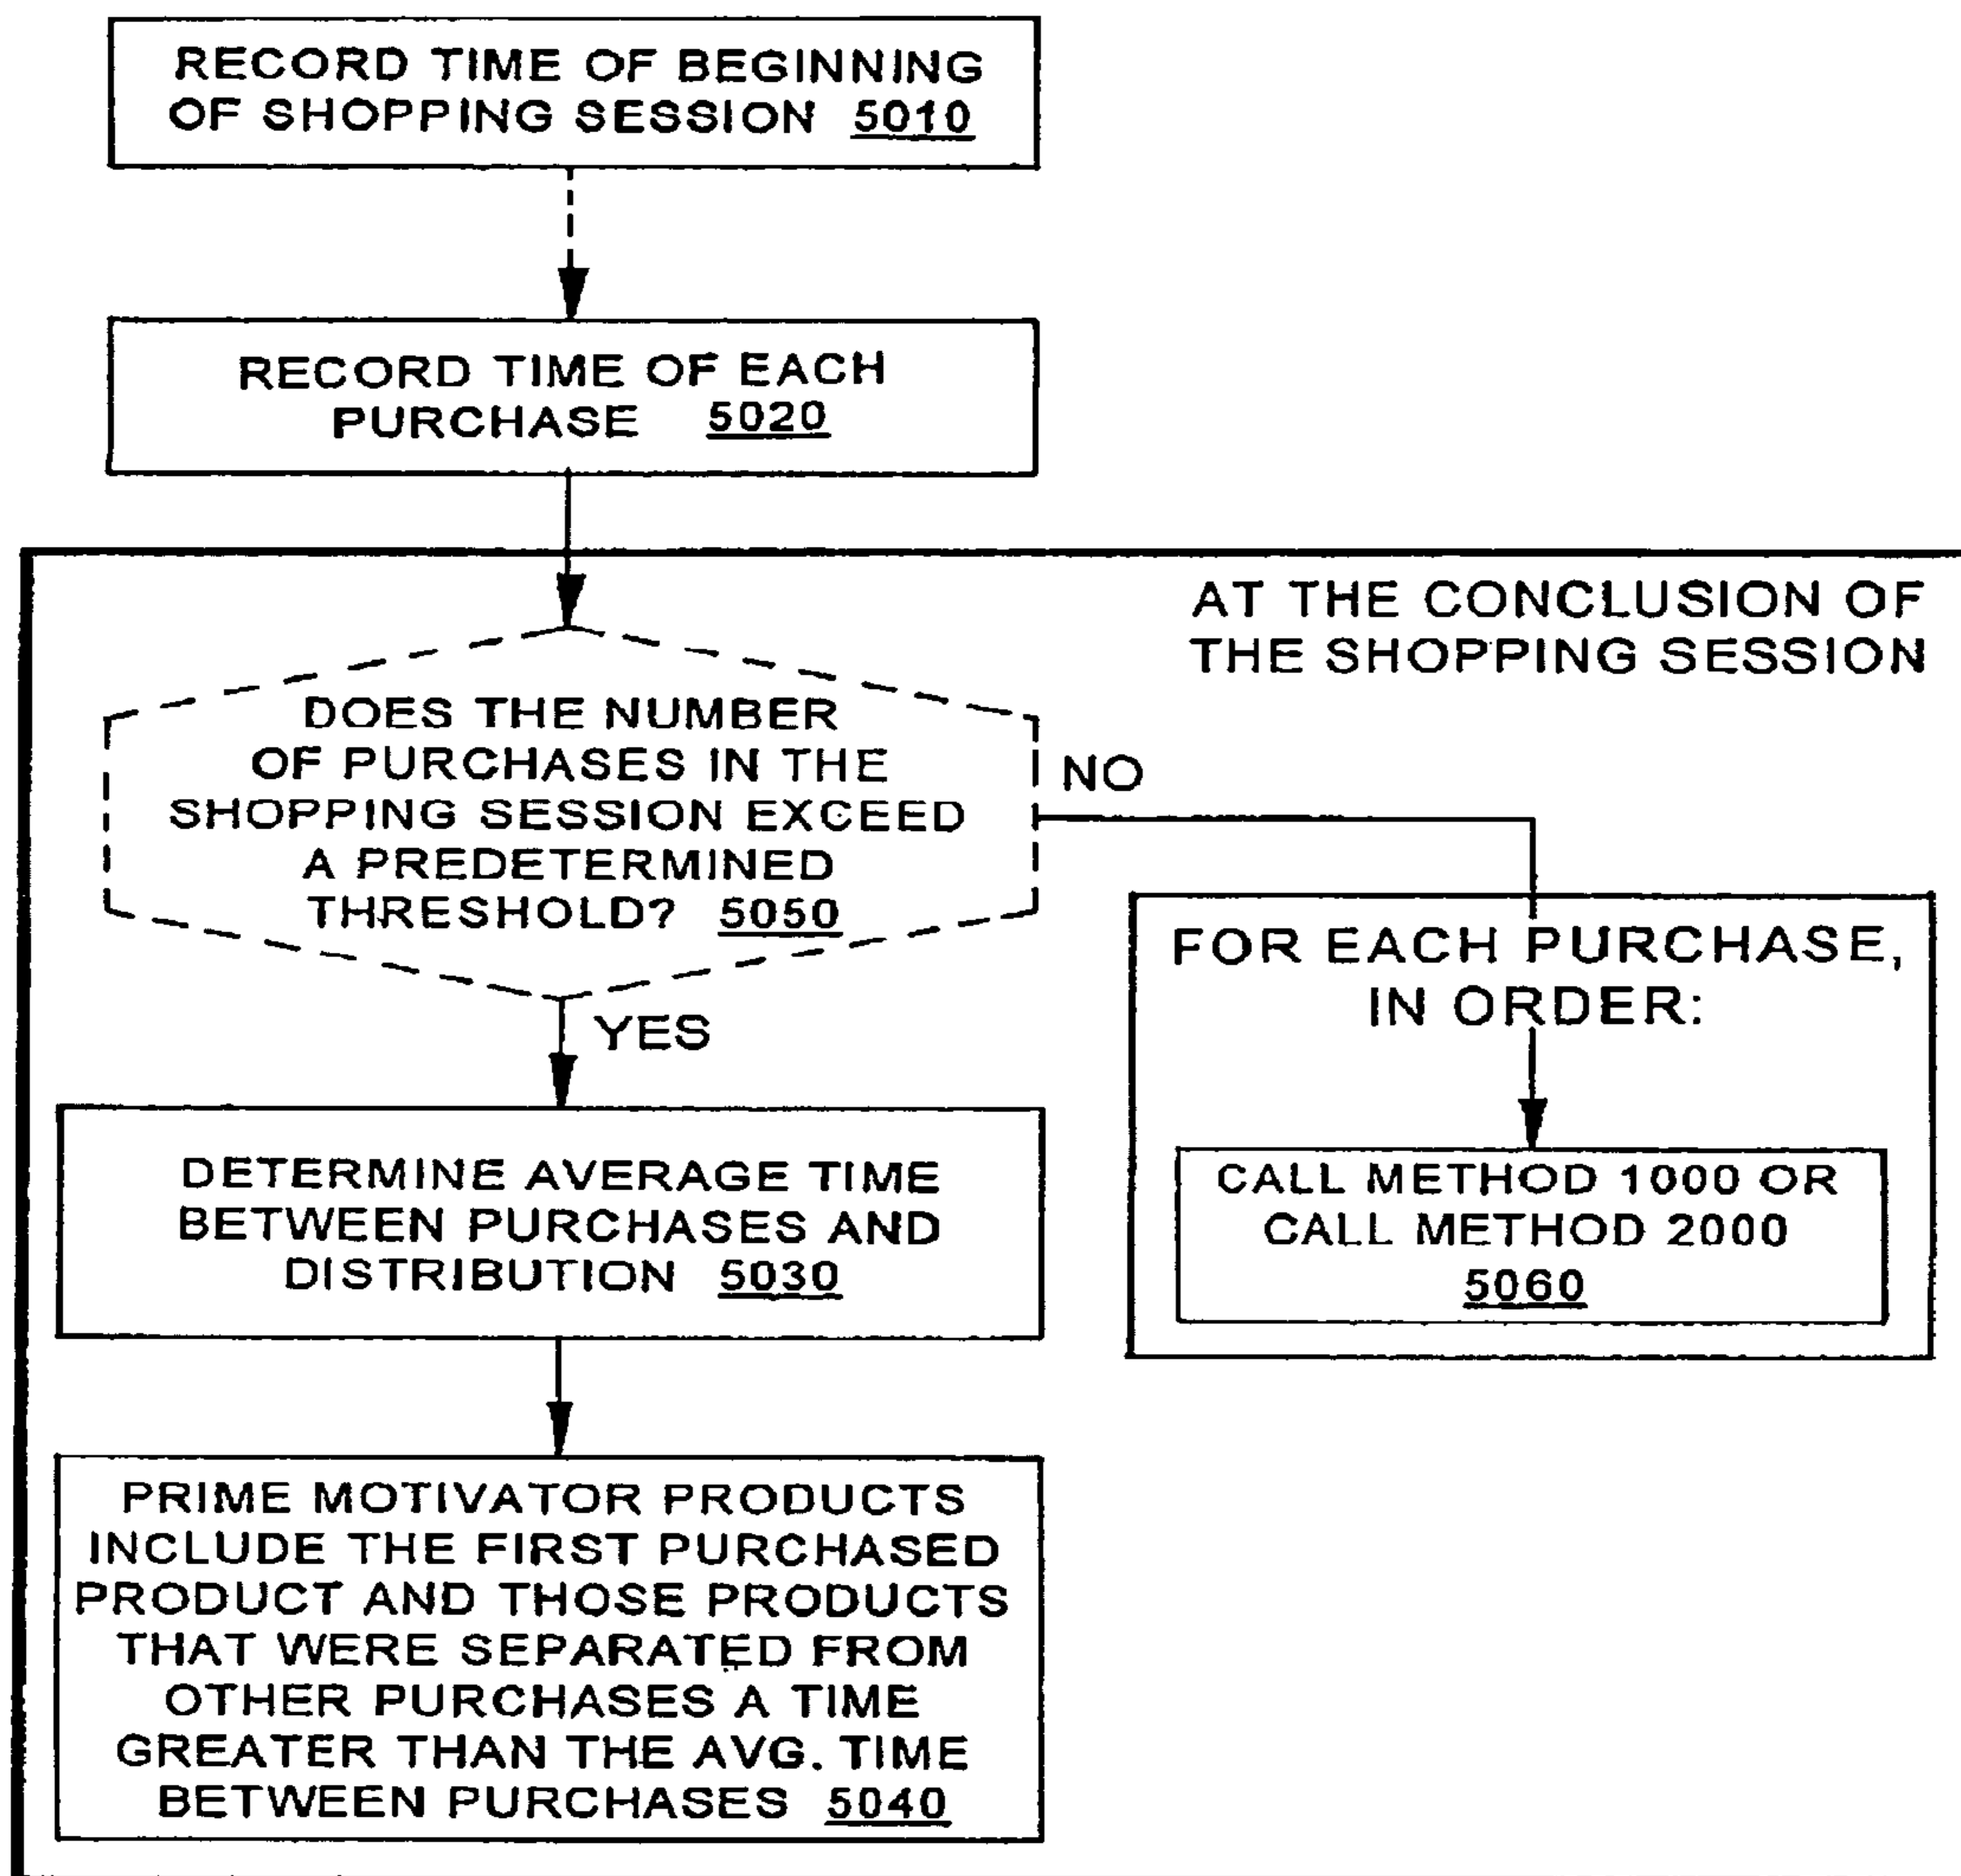 RECORD TIME OF BEGINNING
OF SHOPPING SESSION 5010
RECORD TIME OF EACH
PURCHASE 5020
AT THE CONCLUSION OF
THE SHOPPING SESSION
DOES THE NUMBER
OF PURCHASES IN THE
SHOPPING SESSION EXCEED
A PREDETERMINED
THRESHOLD? 5050
NO
YES
FOR EACH PURCHASE,
IN ORDER:
CALL METHOD 1000 OR
CALL METHOD 2000
5060
DETERMINE AVERAGE TIME
BETWEEN PURCHASES AND
DISTRIBUTION 5030
PRIME MOTIVATOR PRODUCTS
INCLUDE THE FIRST PURCHASED
PRODUCT AND THOSE PRODUCTS
THAT WERE SEPARATED FROM
OTHER PURCHASES A TIME
GREATER THAN THE AVG. TIME
BETWEEN PURCHASES 5040